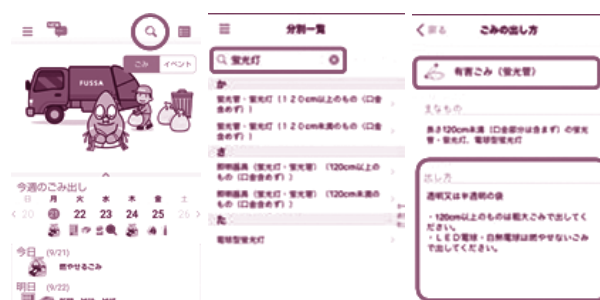 FUSSA
ごみ
イベント
今週のごみ出し
日 月 火 水 木 金 土
20 21 22 23 24 25 26
今日 (9/21)
燃やせるごみ
明日 (9/22)
分別一覧
蛍光灯
か
蛍光管・蛍光灯(120cm以上のもの(口金
含めず))
蛍光管・蛍光灯(120cm未満のもの(口金
含めず))
さ
照明器具(蛍光灯・蛍光管)(120cm以上の
もの(口金含めず))
照明器具(蛍光灯・蛍光管)(120cm未満の
もの(口金含めず))
た
電球型蛍光灯
戻る
ごみの出し方
有害ごみ(蛍光管)
主なもの
長さ120cm未満(口金部分は含まず)の蛍光
管・蛍光灯、電球型蛍光灯
出し方
透明又は半透明の袋
・120cm以上のものは粗大ごみで出してく
ださい。
・LED電球・白熱電球は燃やせないごみ
で出してください。